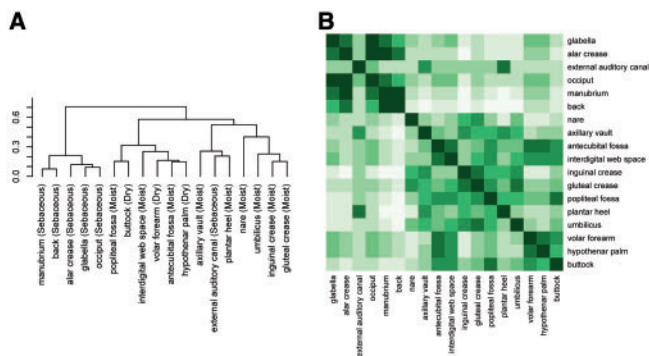 A
B
0.6
0.3
0.0
manubrium (Sebaceous)
back (Sebaceous)
alar crease (Sebaceous)
glabella (Sebaceous)
occiput (Sebaceous)
popliteal fossa (Moist)
buttock (Dry)
interdigital web space (Moist)
volar forearm (Dry)
antecubital fossa (Moist)
hypothenar palm (Dry)
axillary vault (Moist)
external auditory canal (Sebaceous)
plantar heel (Moist)
nare (Moist)
umbilicus (Moist)
inguinal crease (Moist)
gluteal crease (Moist)
glabella
alar crease
external auditory canal
occiput
manubrium
back
nare
axillary vault
antecubital fossa
interdigital web space
inguinal crease
gluteal crease
popliteal fossa
plantar heel
umbilicus
volar forearm
hypothenar palm
buttock
glabella
alar crease
external auditory canal
occiput
manubrium
back
nare
axillary vault
antecubital fossa
interdigital web space
inguinal crease
gluteal crease
popliteal fossa
plantar heel
umbilicus
volar forearm
hypothenar palm
buttock